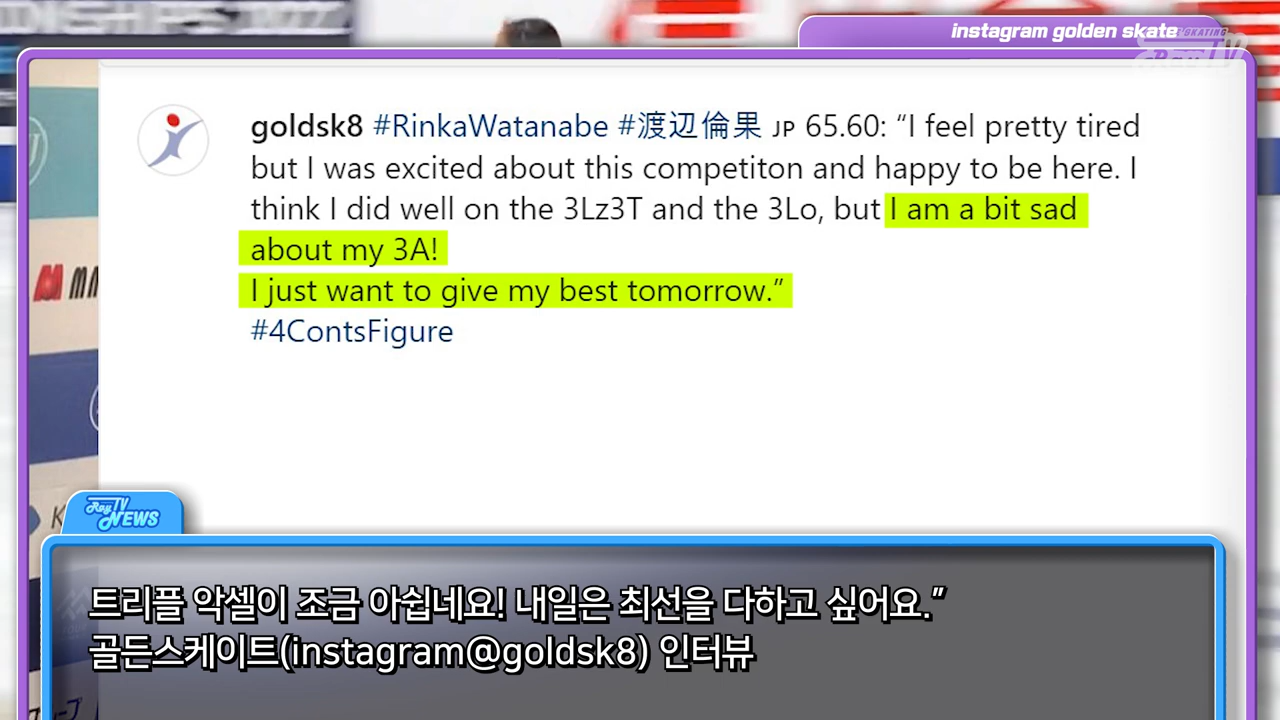 instagram golden skate
goldsk8 #RinkaWatanabe #渡辺倫果 JP 65.60: “I feel pretty tired
but I was excited about this competiton and happy to be here. I
think I did well on the 3Lz3T and the 3Lo, but I am a bit sad
about my 3A!
I just want to give my best tomorrow.”
#4ContsFigure
RoyTV
NEWS
트리플 악셀이 조금 아쉽네요! 내일은 최선을 다하고 싶어요.”
골든스케이트(instagram@goldsk8) 인터뷰